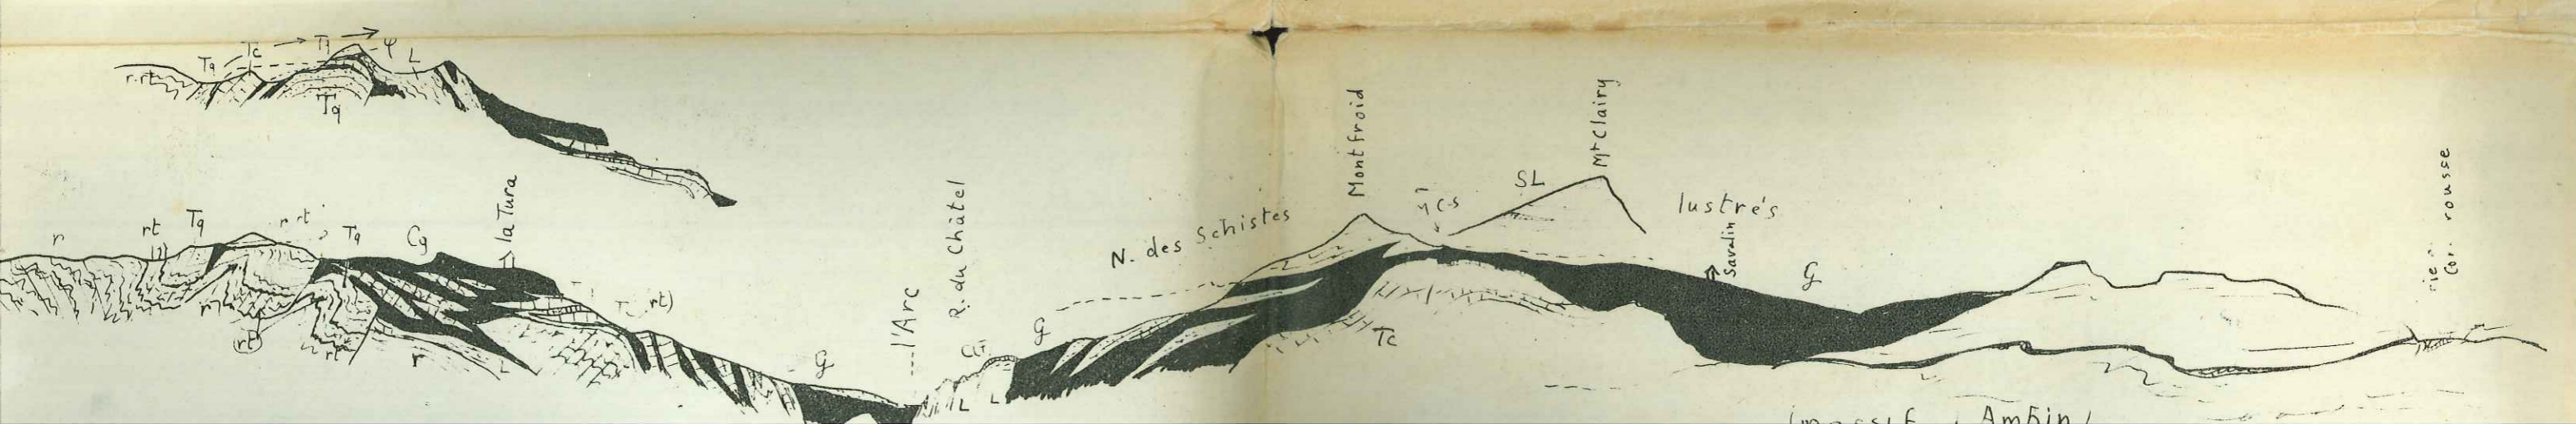 Tc
T
φ
Tq
L
r.rt
Tq
Montfroid
Mt Clairy
SL
N. des Schistes
lustrés
rousse
Savalin
G
la Tura
R. du Châtel
rt
Tq
r rt
r
Tq
Cg
rt)
l'Arc
G
Tc
r
rt
rt
r
G
L
L
Ambin